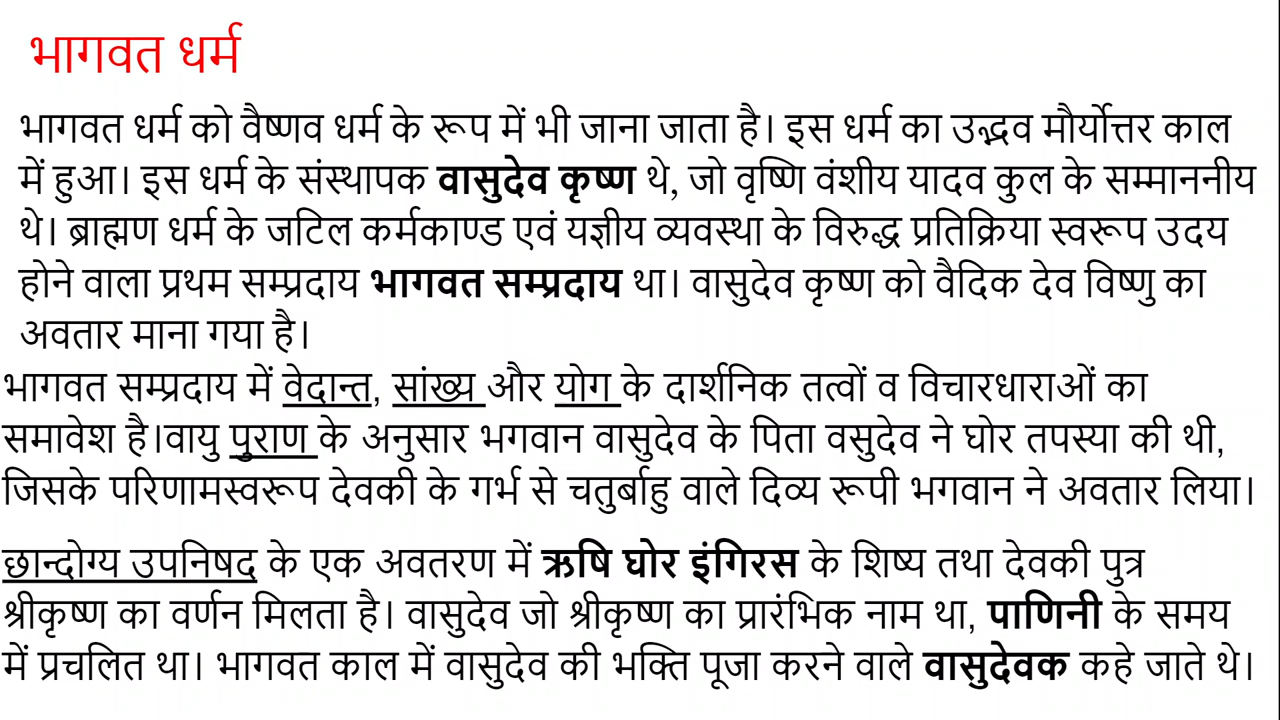 भागवत धर्म
भागवत धर्म को वैष्णव धर्म के रूप में भी जाना जाता है। इस धर्म का उद्भव मौर्योत्तर काल
में हुआ। इस धर्म के संस्थापक वासुदेव कृष्ण थे, जो वृष्णि वंशीय यादव कुल के सम्माननीय
थे। ब्राह्मण धर्म के जटिल कर्मकाण्ड एवं यज्ञीय व्यवस्था के विरुद्ध प्रतिक्रिया स्वरूप उदय
होने वाला प्रथम सम्प्रदाय भागवत सम्प्रदाय था। वासुदेव कृष्ण को वैदिक देव विष्णु का
अवतार माना गया है।
भागवत सम्प्रदाय में वेदान्त, सांख्य और योग के दार्शनिक तत्वों व विचारधाराओं का
समावेश है।वायु पुराण के अनुसार भगवान वासुदेव के पिता वसुदेव ने घोर तपस्या की थी,
जिसके परिणामस्वरूप देवकी के गर्भ से चतुर्बाहु वाले दिव्य रूपी भगवान ने अवतार लिया।
छान्दोग्य उपनिषद के एक अवतरण में ऋषि घोर इंगिरस के शिष्य तथा देवकी पुत्र
श्रीकृष्ण का वर्णन मिलता है। वासुदेव जो श्रीकृष्ण का प्रारंभिक नाम था, पाणिनी के समय
में प्रचलित था। भागवत काल में वासुदेव की भक्ति पूजा करने वाले वासुदेवक कहे जाते थे।